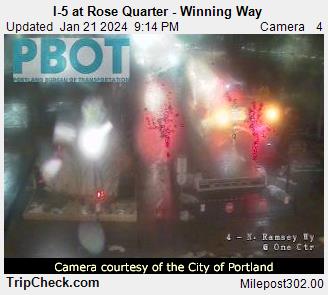 I-5 at Rose Quarter - Winning Way
Updated Jan 21 2024 9:14 PM Camera 4
PBOT
PORTLAND BUREAU OF TRANSPORTATION
4 - N. Ramsey Wy
@ One Ctr
Camera courtesy of the City of Portland
TripCheck.com Milepost302.00